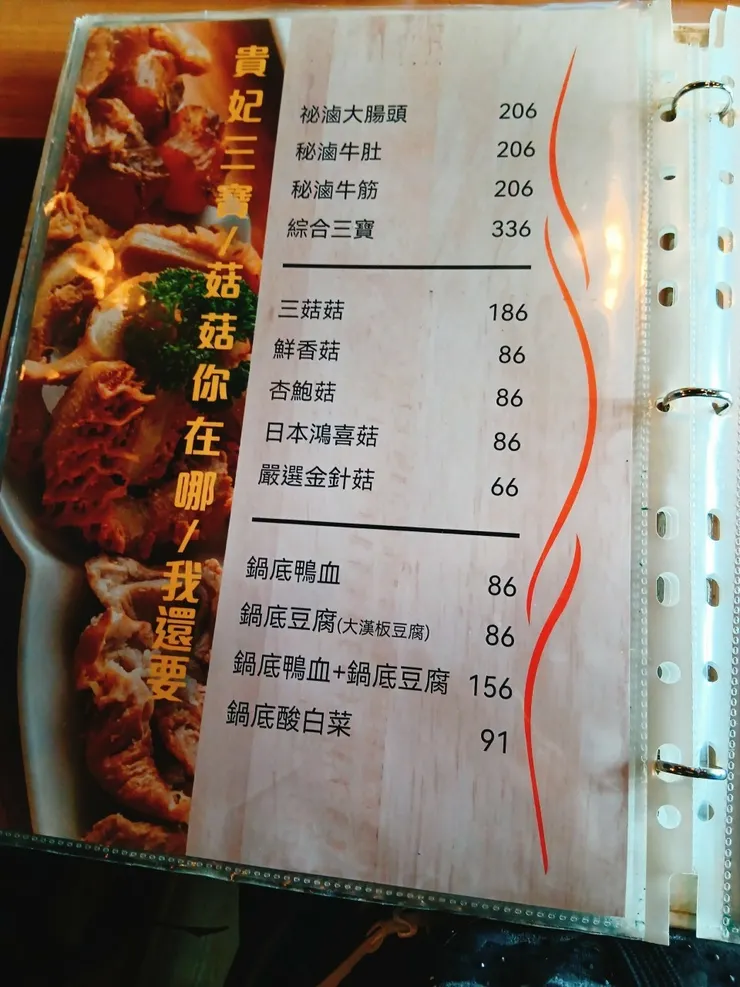 貴妃三寶/菇菇你在哪/我還要
祕滷大腸頭 206
秘滷牛肚 206
秘滷牛筋 206
綜合三寶 336
三菇菇 186
鮮香菇 86
杏鮑菇 86
日本鴻喜菇 86
嚴選金針菇 66
鍋底鴨血 86
鍋底豆腐(大漢板豆腐) 86
鍋底鴨血+鍋底豆腐 156
鍋底酸白菜 91